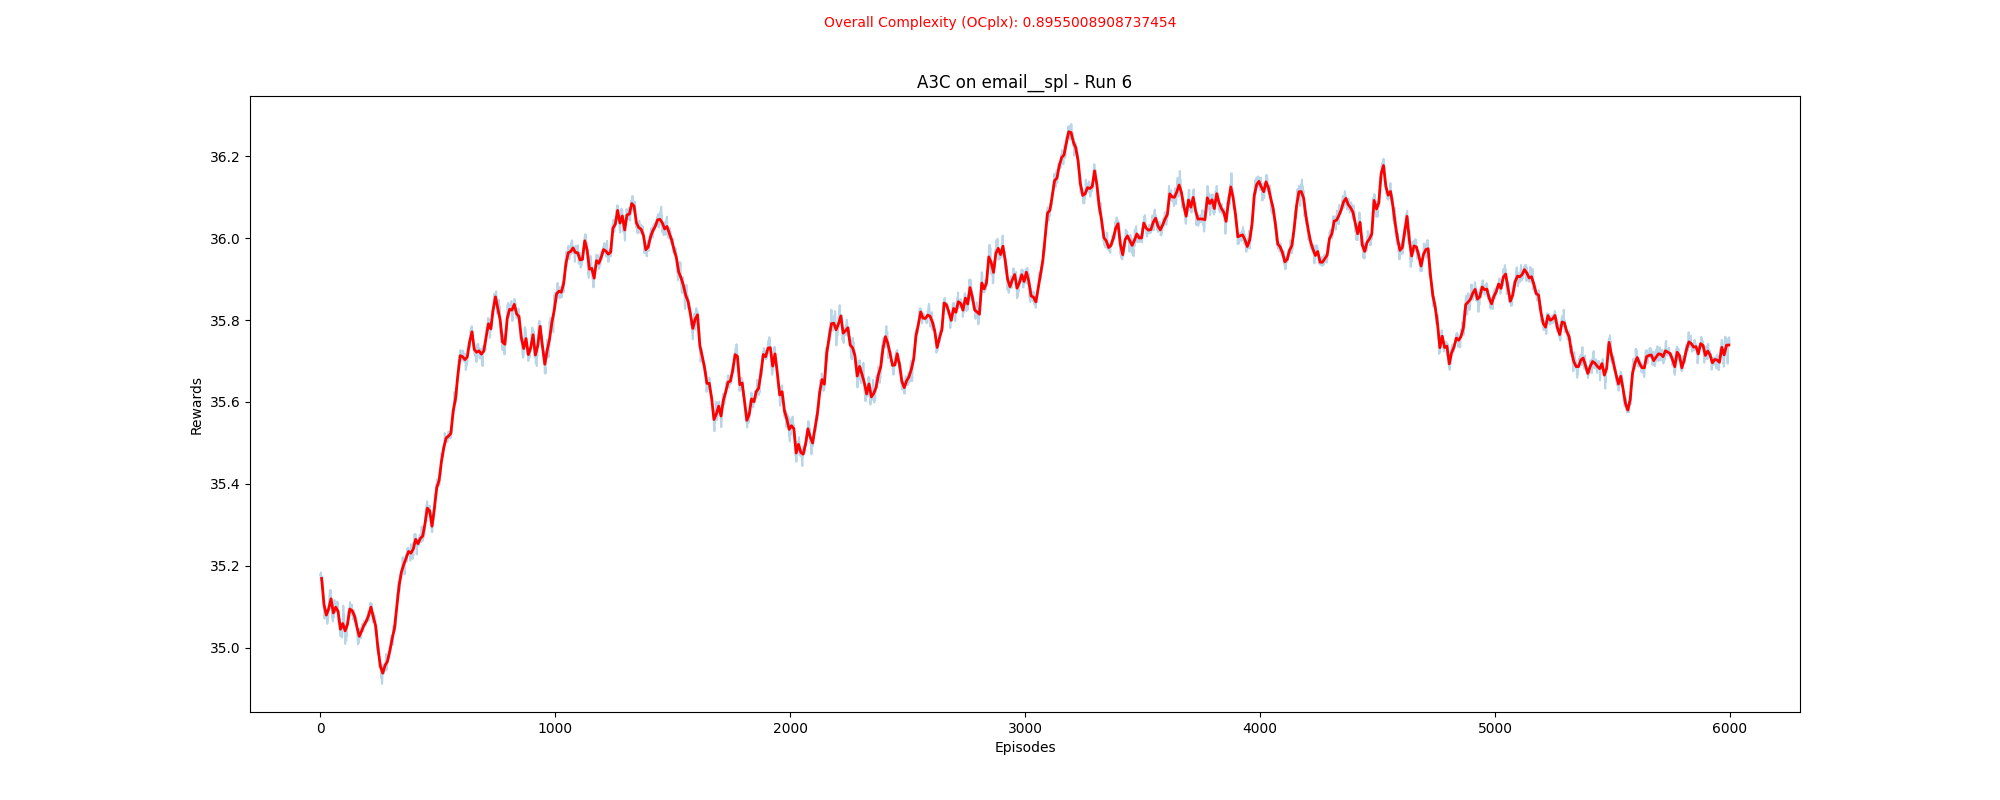 Overall Complexity (OCplx): 0.8955008908737454
A3C on email__spl - Run 6
36.2
36.0
35.8
35.6
35.4
35.2
35.0
Rewards
0 1000 2000 3000 4000 5000 6000
Episodes